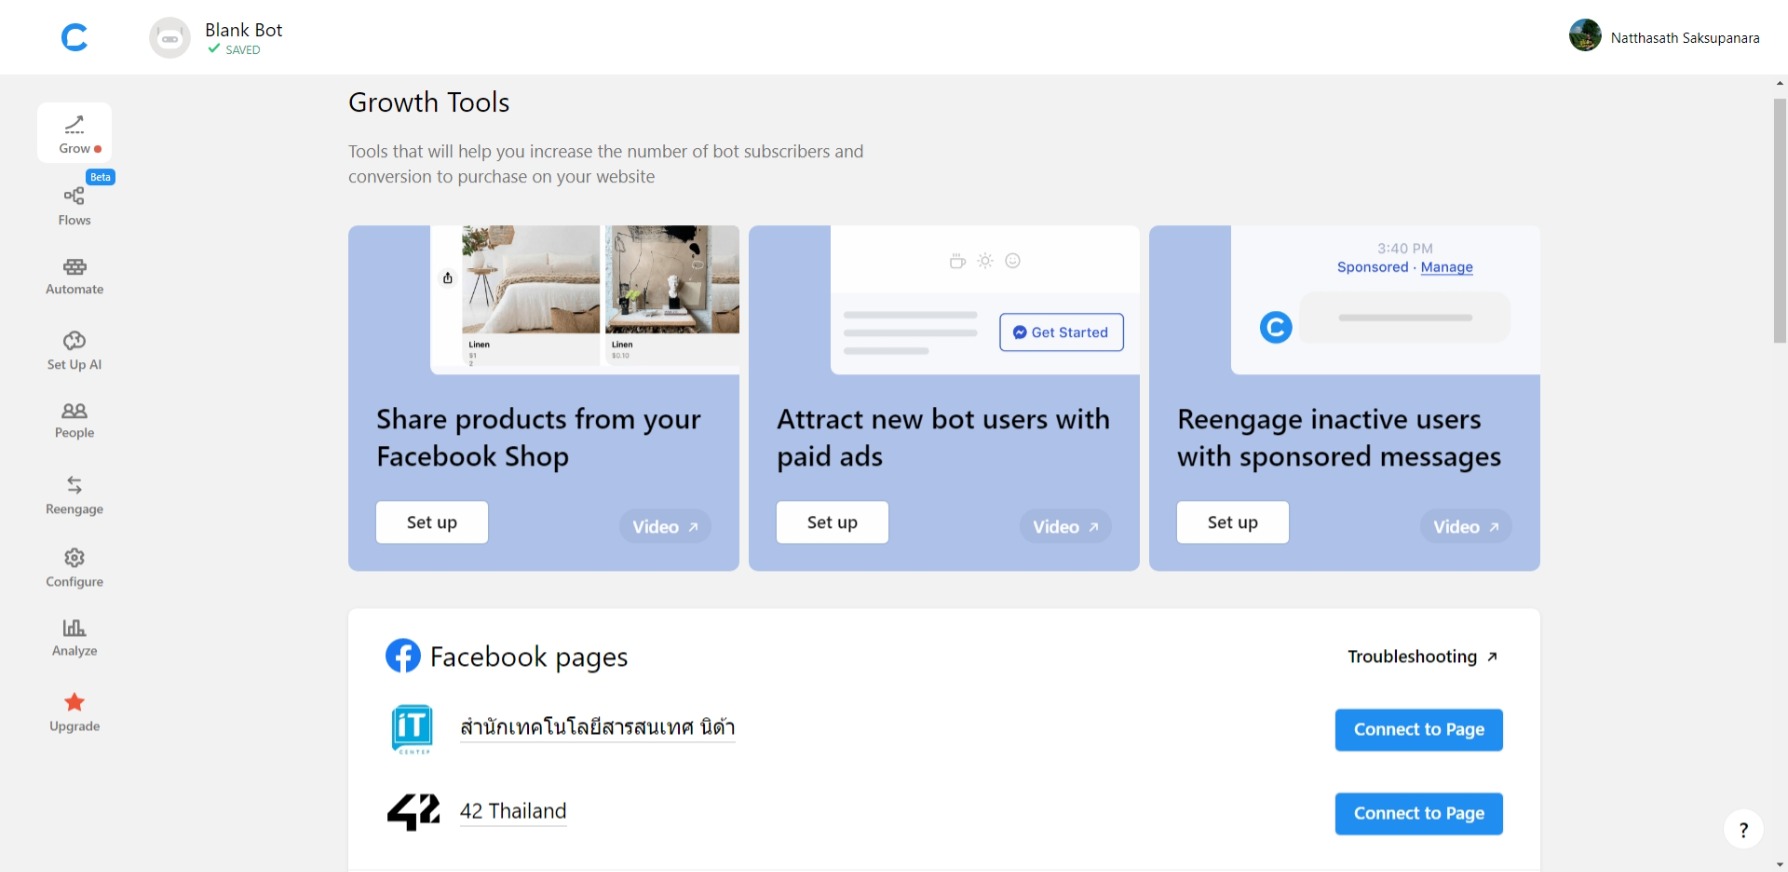 Blank Bot
SAVED
Natthasath Saksupanara
Grow
Beta
Flows
Automate
Set Up AI
People
Reengage
Configure
Analyze
Upgrade
Growth Tools
Tools that will help you increase the number of bot subscribers and
conversion to purchase on your website
Linen
$1
2
Linen
$0.10
Share products from your
Facebook Shop
Set up
Video
Get Started
Attract new bot users with
paid ads
Set up
Video
3:40 PM
Sponsored · Manage
Reengage inactive users
with sponsored messages
Set up
Video
Facebook pages
Troubleshooting
iT
CENTER
สำนักเทคโนโลยีสารสนเทศ นิด้า
Connect to Page
42
42 Thailand
Connect to Page
?